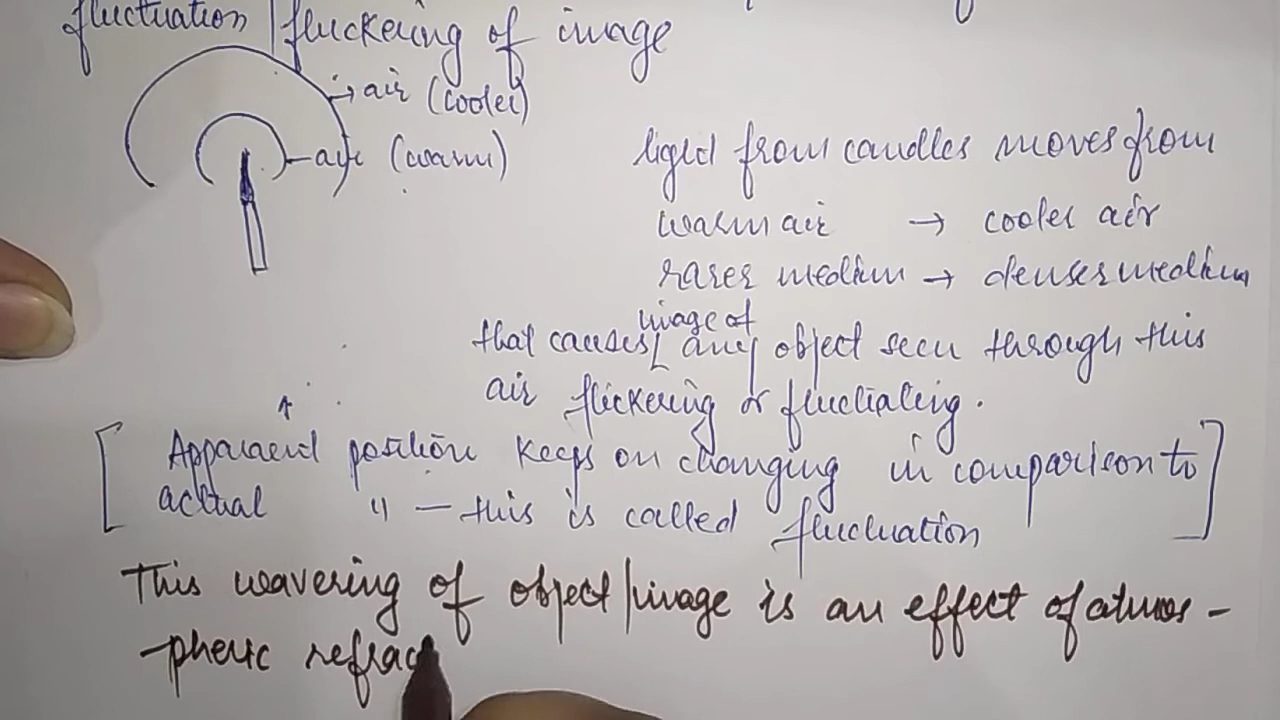 fluctuation | fluckering of image
→ air (cooler)
air (warm)
light from candles moves from
warm air → cooler air
rarer medium → denser medium
image of
that causes any object seen through this
air flickering or fluctiating.
[ Apparent position keeps on changing in comparison to
actual " — this is called fluctuation ]
This wavering of object/image is an effect of atmos -
-pheric refrac